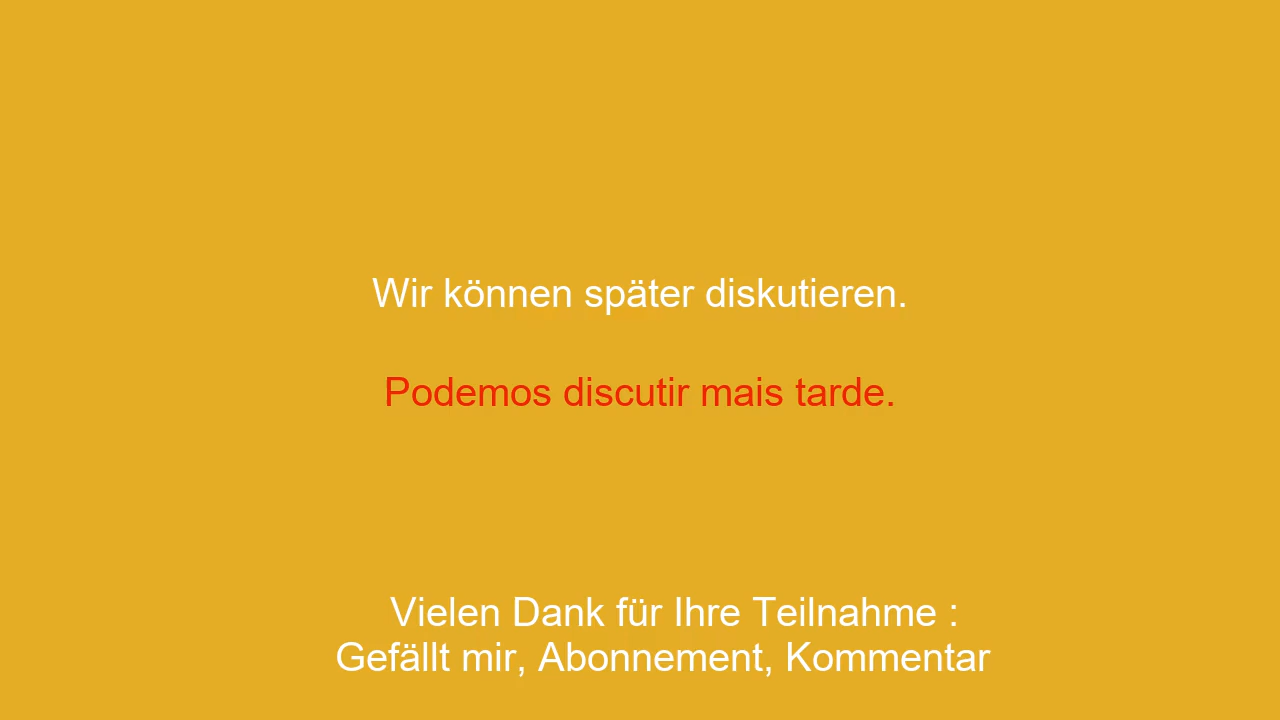 Wir können später diskutieren.
Podemos discutir mais tarde.
Vielen Dank für Ihre Teilnahme :
Gefällt mir, Abonnement, Kommentar